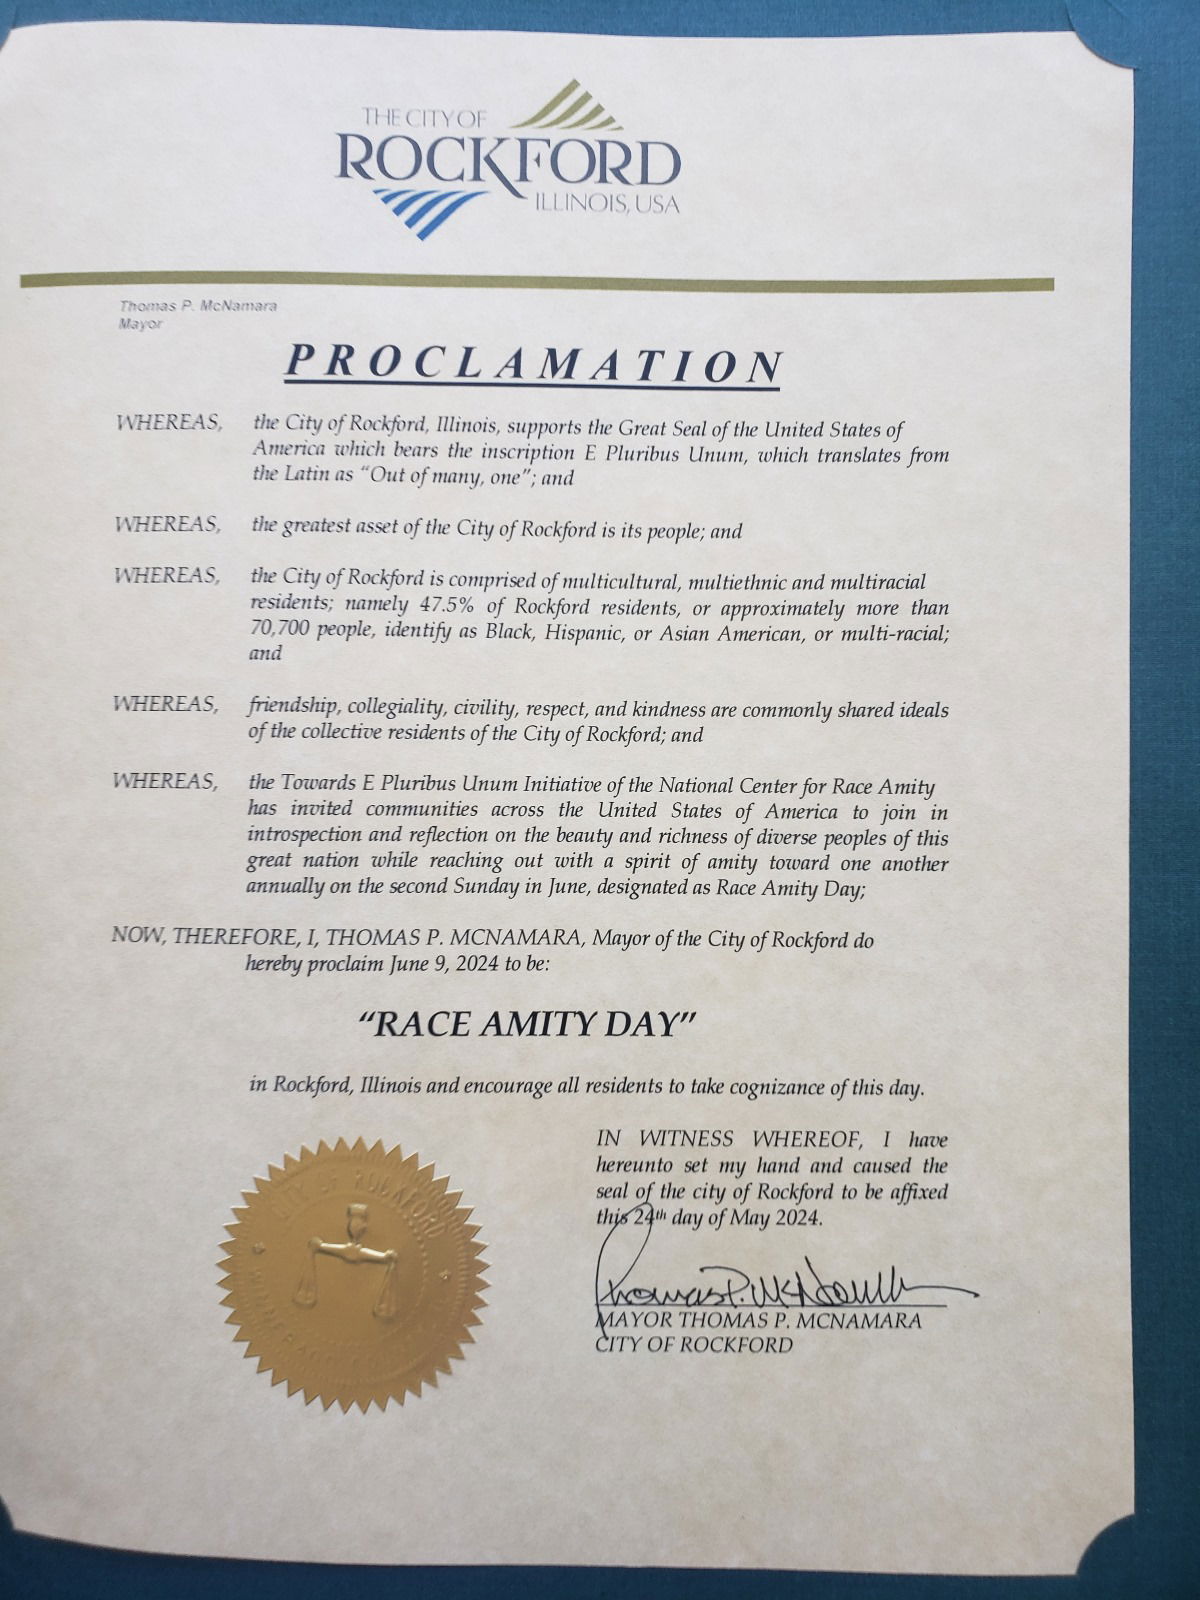 THE CITY OF
ROCKFORD
ILLINOIS, USA
Thomas P. McNamara
Mayor
PROCLAMATION
WHEREAS, the City of Rockford, Illinois, supports the Great Seal of the United States of
America which bears the inscription E Pluribus Unum, which translates from
the Latin as “Out of many, one”; and
WHEREAS, the greatest asset of the City of Rockford is its people; and
WHEREAS, the City of Rockford is comprised of multicultural, multiethnic and multiracial
residents; namely 47.5% of Rockford residents, or approximately more than
70,700 people, identify as Black, Hispanic, or Asian American, or multi-racial;
and
WHEREAS, friendship, collegiality, civility, respect, and kindness are commonly shared ideals
of the collective residents of the City of Rockford; and
WHEREAS, the Towards E Pluribus Unum Initiative of the National Center for Race Amity
has invited communities across the United States of America to join in
introspection and reflection on the beauty and richness of diverse peoples of this
great nation while reaching out with a spirit of amity toward one another
annually on the second Sunday in June, designated as Race Amity Day;
NOW, THEREFORE, I, THOMAS P. MCNAMARA, Mayor of the City of Rockford do
hereby proclaim June 9, 2024 to be:
“RACE AMITY DAY”
in Rockford, Illinois and encourage all residents to take cognizance of this day.
IN WITNESS WHEREOF, I have
hereunto set my hand and caused the
seal of the city of Rockford to be affixed
this 24th day of May 2024.
Thomas P. McNamara
MAYOR THOMAS P. MCNAMARA
CITY OF ROCKFORD
CITY OF ROCKFORD